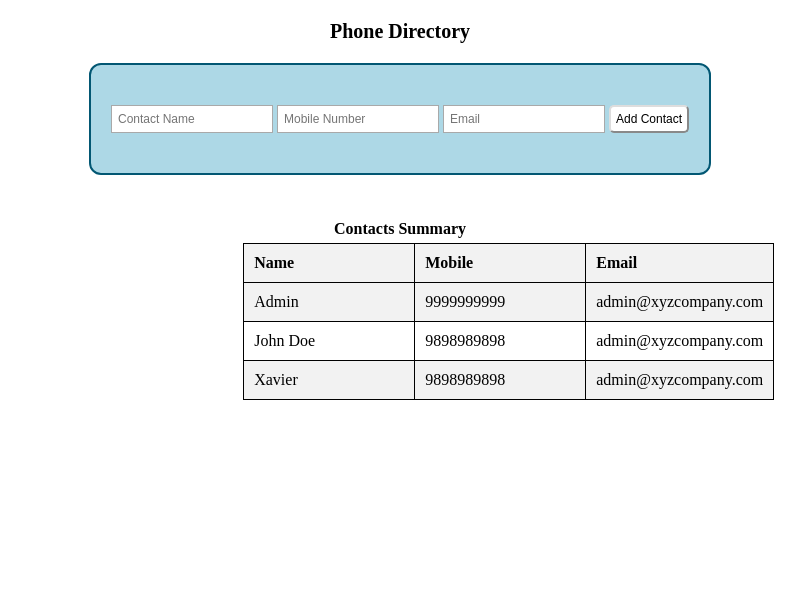 Phone Directory
Contact Name Mobile Number Email Add Contact
Contacts Summary
Name Mobile Email
Admin 9999999999 admin@xyzcompany.com
John Doe 9898989898 admin@xyzcompany.com
Xavier 9898989898 admin@xyzcompany.com